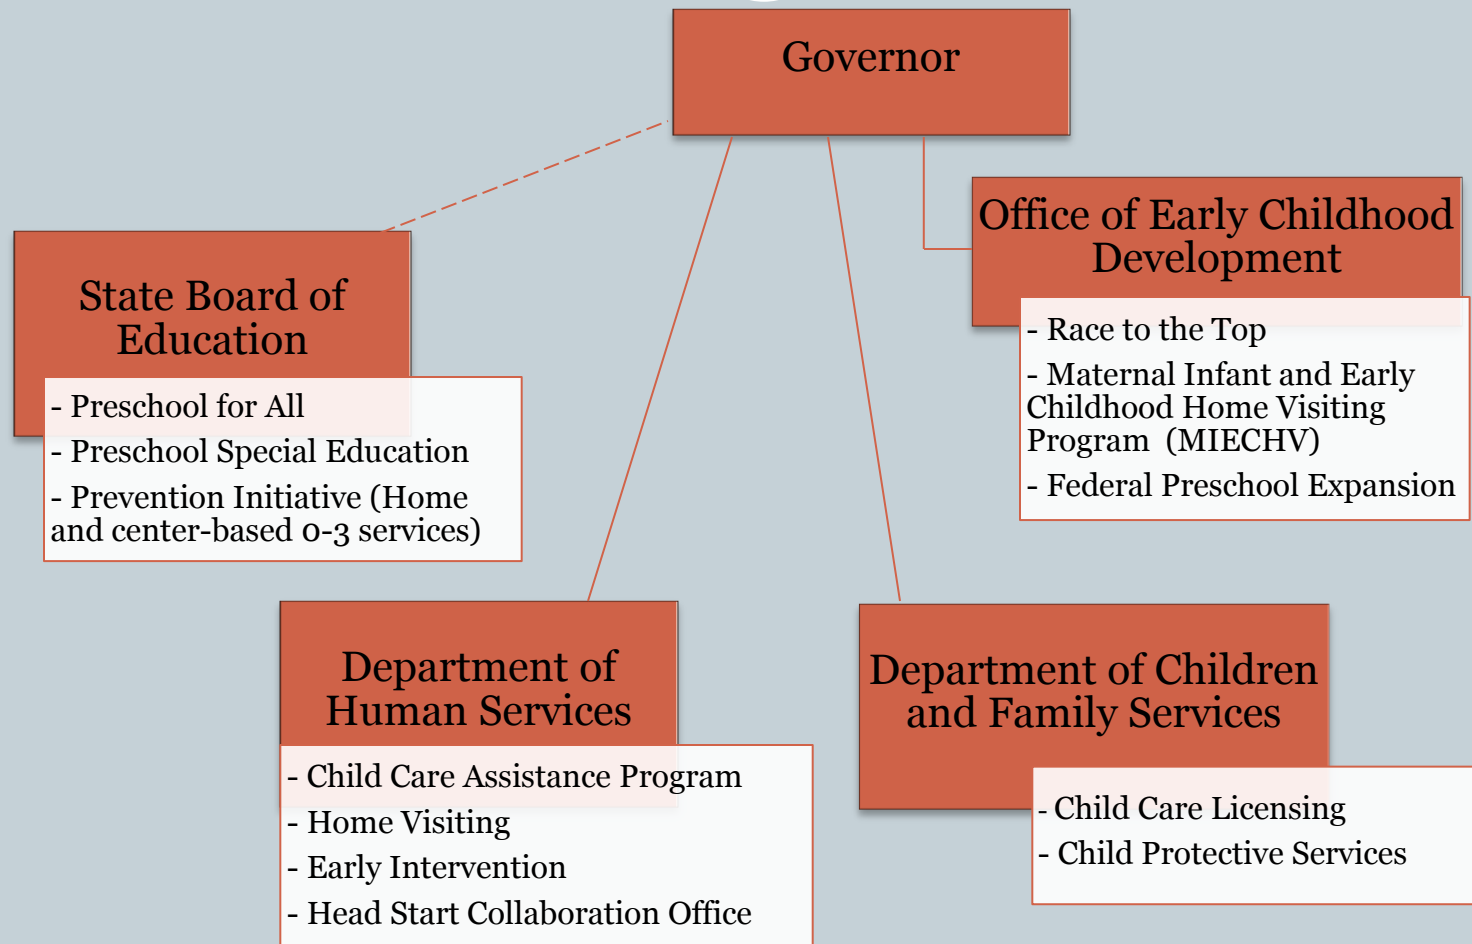 Governor
Office of Early Childhood
Development
- Race to the Top
- Maternal Infant and Early
Childhood Home Visiting
Program (MIECHV)
- Federal Preschool Expansion
State Board of
Education
- Preschool for All
- Preschool Special Education
- Prevention Initiative (Home
and center-based 0-3 services)
Department of
Human Services
- Child Care Assistance Program
- Home Visiting
- Early Intervention
- Head Start Collaboration Office
Department of Children
and Family Services
- Child Care Licensing
- Child Protective Services